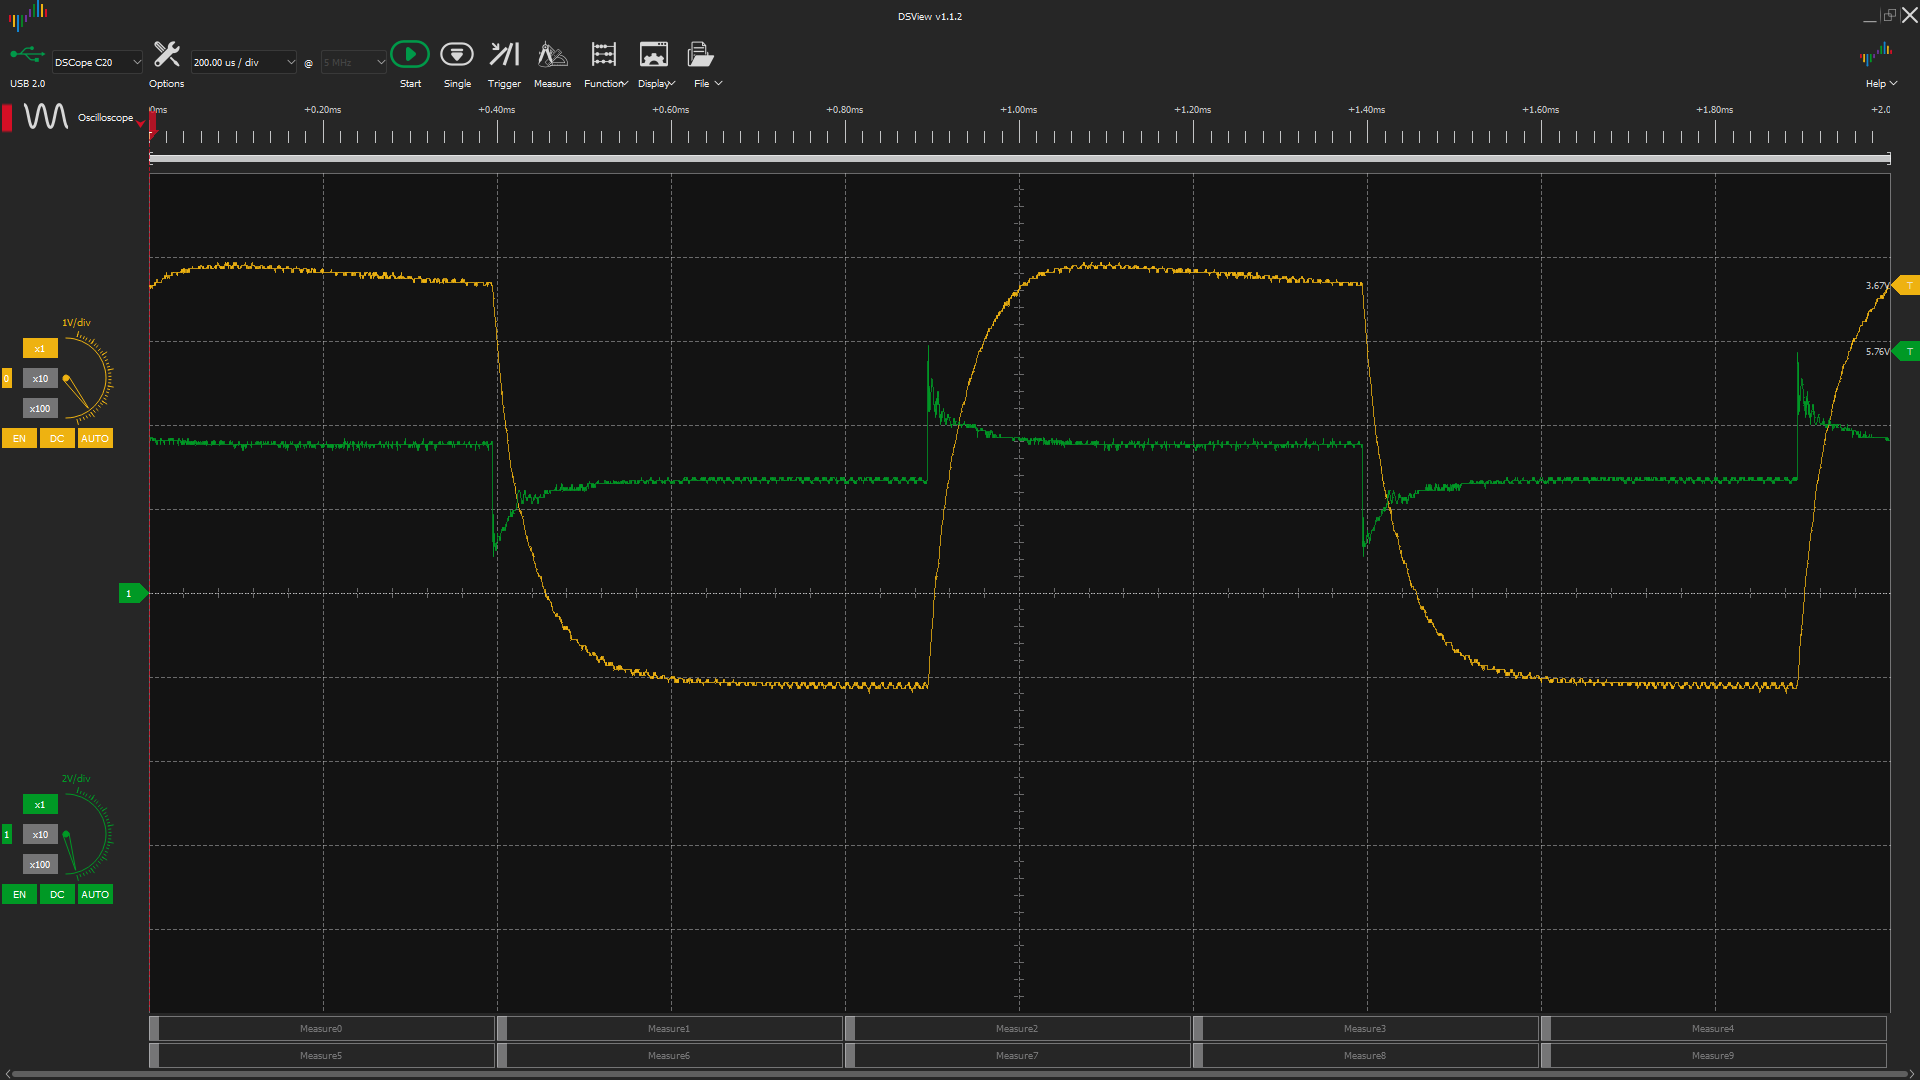 DSView v1.1.2
DSCope C20
200.00 us / div
@
5 MHz
USB 2.0
Options
Start
Single
Trigger
Measure
Function
Display
File
Help
Oscilloscope
0ms
+0.20ms
+0.40ms
+0.60ms
+0.80ms
+1.00ms
+1.20ms
+1.40ms
+1.60ms
+1.80ms
+2.0
3.67V
T
5.76V
T
1V/div
x1
0
x10
x100
EN
DC
AUTO
1
2V/div
x1
1
x10
x100
EN
DC
AUTO
Measure0
Measure1
Measure2
Measure3
Measure4
Measure5
Measure6
Measure7
Measure8
Measure9